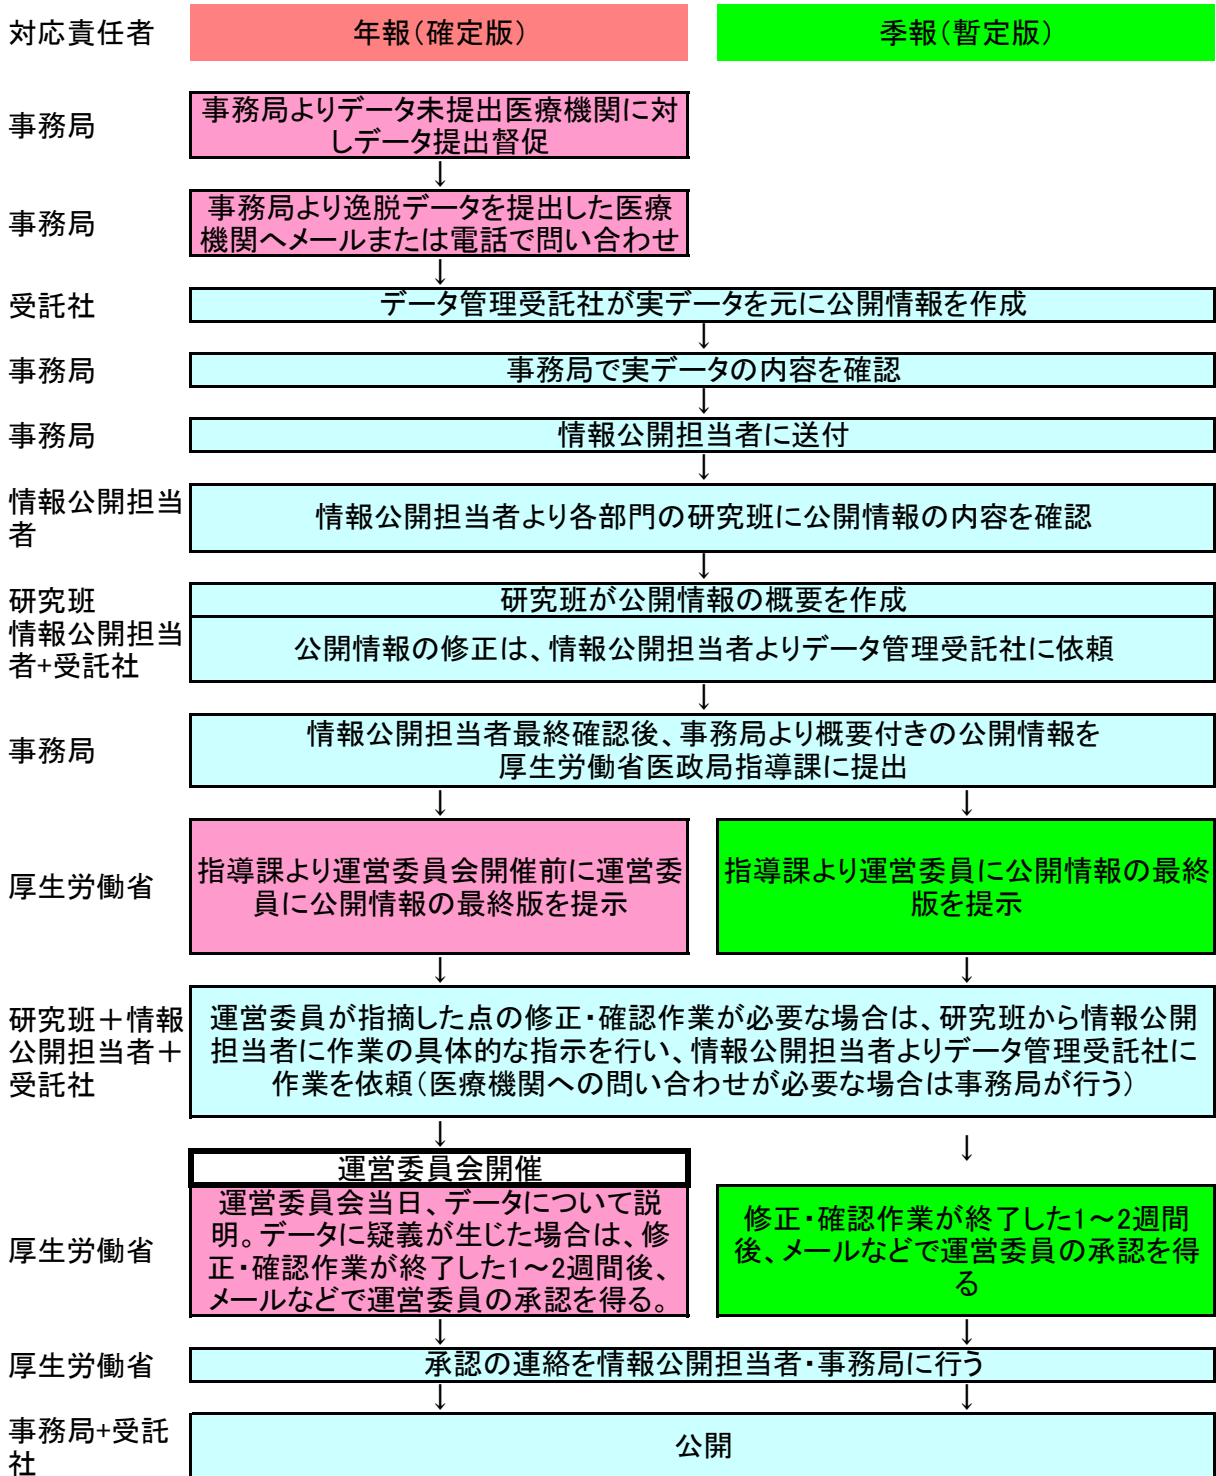 対応責任者
年報（確定版）
季報（暫定版）
事務局
事務局よりデータ未提出医療機関に対
しデータ提出督促
↓
事務局
事務局より逸脱データを提出した医療
機関へメールまたは電話で問い合わせ
↓
受託社
データ管理受託社が実データを元に公開情報を作成
↓
事務局
事務局で実データの内容を確認
↓
事務局
情報公開担当者に送付
↓
情報公開担当
者
情報公開担当者より各部門の研究班に公開情報の内容を確認
↓
研究班
研究班が公開情報の概要を作成
情報公開担当
者+受託社
公開情報の修正は、情報公開担当者よりデータ管理受託社に依頼
↓
事務局
情報公開担当者最終確認後、事務局より概要付きの公開情報を
厚生労働省医政局指導課に提出
↓ ↓
厚生労働省
指導課より運営委員会開催前に運営委
員に公開情報の最終版を提示
指導課より運営委員に公開情報の最終
版を提示
↓ ↓
研究班＋情報
公開担当者＋
受託社
運営委員が指摘した点の修正・確認作業が必要な場合は、研究班から情報公開
担当者に作業の具体的な指示を行い、情報公開担当者よりデータ管理受託社に
作業を依頼（医療機関への問い合わせが必要な場合は事務局が行う）
↓ ↓
運営委員会開催
厚生労働省
運営委員会当日、データについて説
明。データに疑義が生じた場合は、修
正・確認作業が終了した1～2週間後、
メールなどで運営委員の承認を得る。
修正・確認作業が終了した1～2週間
後、メールなどで運営委員の承認を得
る
↓ ↓
厚生労働省
承認の連絡を情報公開担当者・事務局に行う
↓ ↓
事務局+受託
社
公開